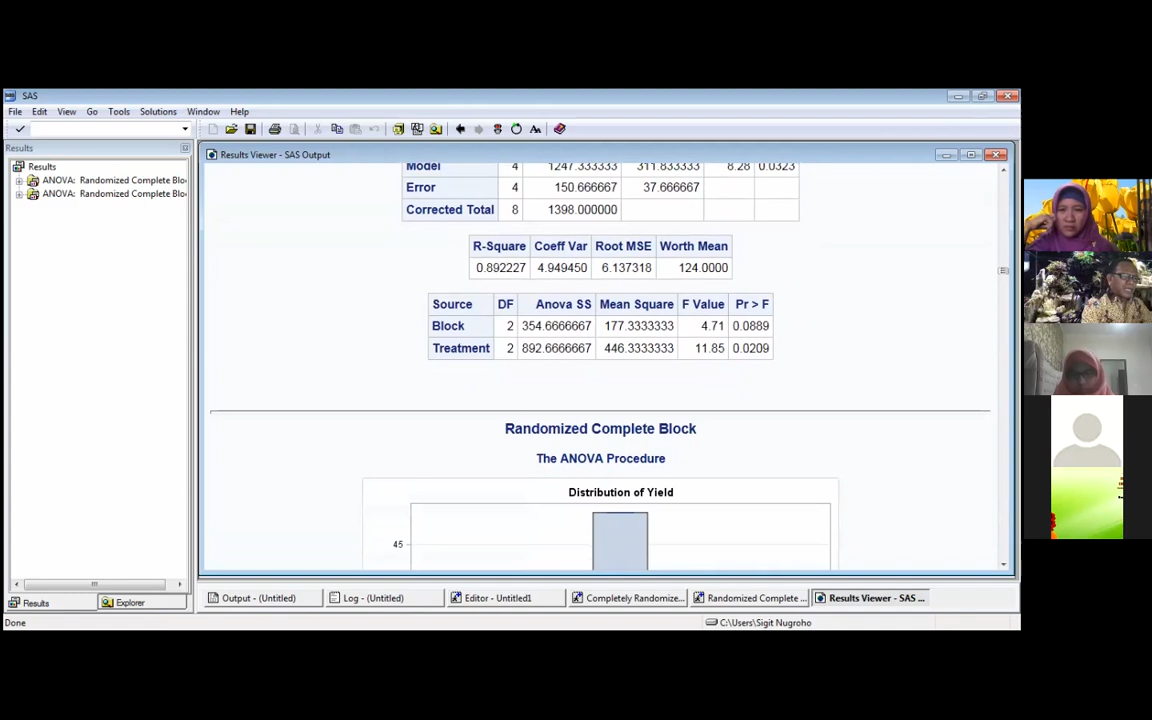 SAS
File Edit View Go Tools Solutions Window Help
Results
Results Viewer - SAS Output
Results
ANOVA: Randomized Complete Blo
ANOVA: Randomized Complete Blo
Model 4 1247.333333 311.833333 8.28 0.0323
Error 4 150.666667 37.666667
Corrected Total 8 1398.000000
R-Square Coeff Var Root MSE Worth Mean
0.892227 4.949450 6.137318 124.0000
Source DF Anova SS Mean Square F Value Pr > F
Block 2 354.6666667 177.3333333 4.71 0.0889
Treatment 2 892.6666667 446.3333333 11.85 0.0209
Randomized Complete Block
The ANOVA Procedure
Distribution of Yield
45
Results Explorer
Output - (Untitled) Log - (Untitled) Editor - Untitled1 Completely Randomize... Randomized Complete ... Results Viewer - SAS ...
Done C:\Users\Sigit Nugroho